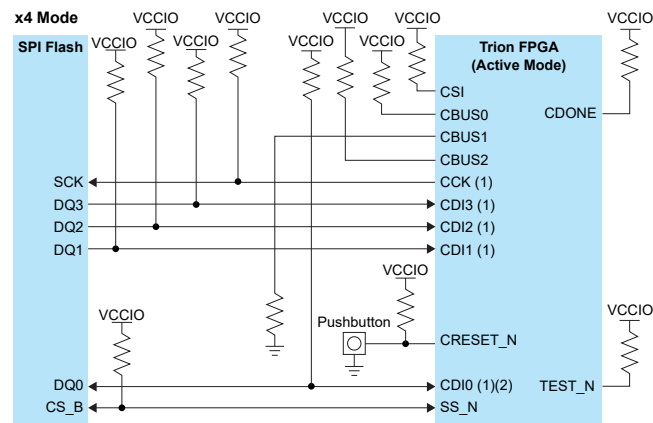 x4 Mode
VCCIO VCCIO VCCIO VCCIO VCCIO
VCCIO VCCIO VCCIO VCCIO
SPI Flash
Trion FPGA
(Active Mode)
CSI
CBUS0
CDONE
CBUS1
CBUS2
SCK
CCK (1)
DQ3
CDI3 (1)
DQ2
CDI2 (1)
DQ1
CDI1 (1)
VCCIO
VCCIO
VCCIO
Pushbutton
CRESET_N
DQ0
CDI0 (1)(2)
TEST_N
CS_B
SS_N